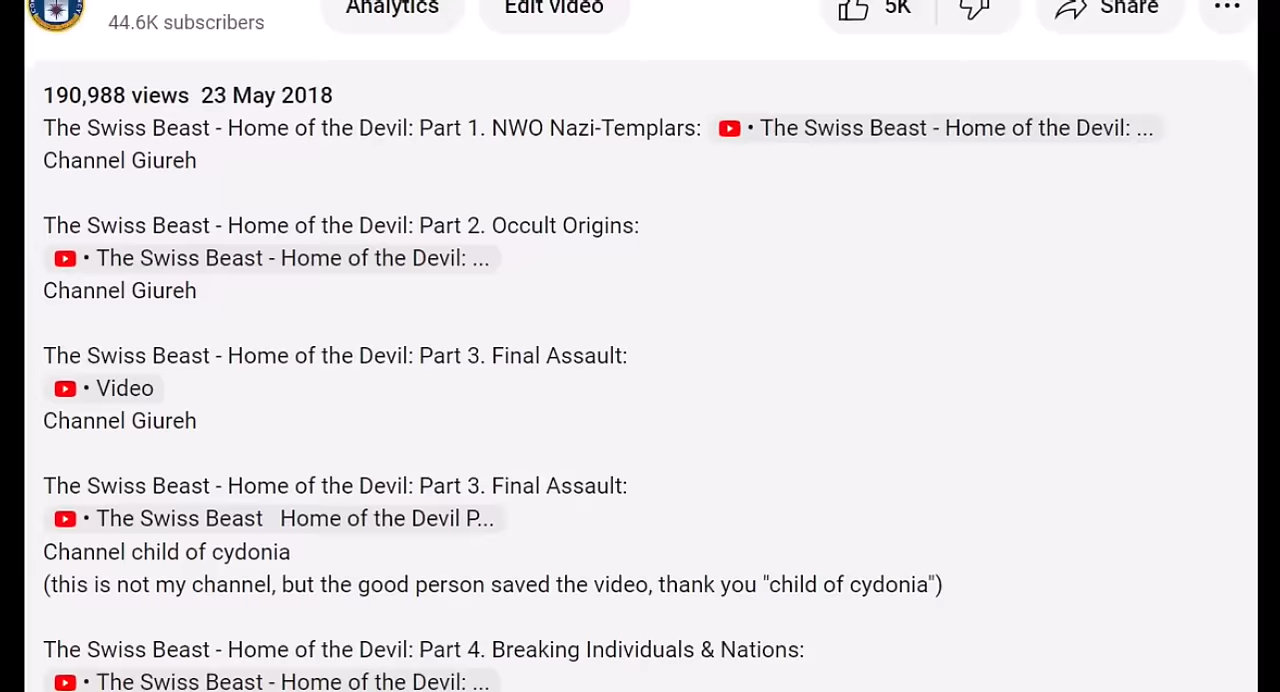 Analytics Edit video 5K Share
44.6K subscribers
190,988 views 23 May 2018
The Swiss Beast - Home of the Devil: Part 1. NWO Nazi-Templars: • The Swiss Beast - Home of the Devil: ...
Channel Giureh
The Swiss Beast - Home of the Devil: Part 2. Occult Origins:
• The Swiss Beast - Home of the Devil: ...
Channel Giureh
The Swiss Beast - Home of the Devil: Part 3. Final Assault:
• Video
Channel Giureh
The Swiss Beast - Home of the Devil: Part 3. Final Assault:
• The Swiss Beast Home of the Devil P...
Channel child of cydonia
(this is not my channel, but the good person saved the video, thank you "child of cydonia")
The Swiss Beast - Home of the Devil: Part 4. Breaking Individuals & Nations:
• The Swiss Beast - Home of the Devil: ...